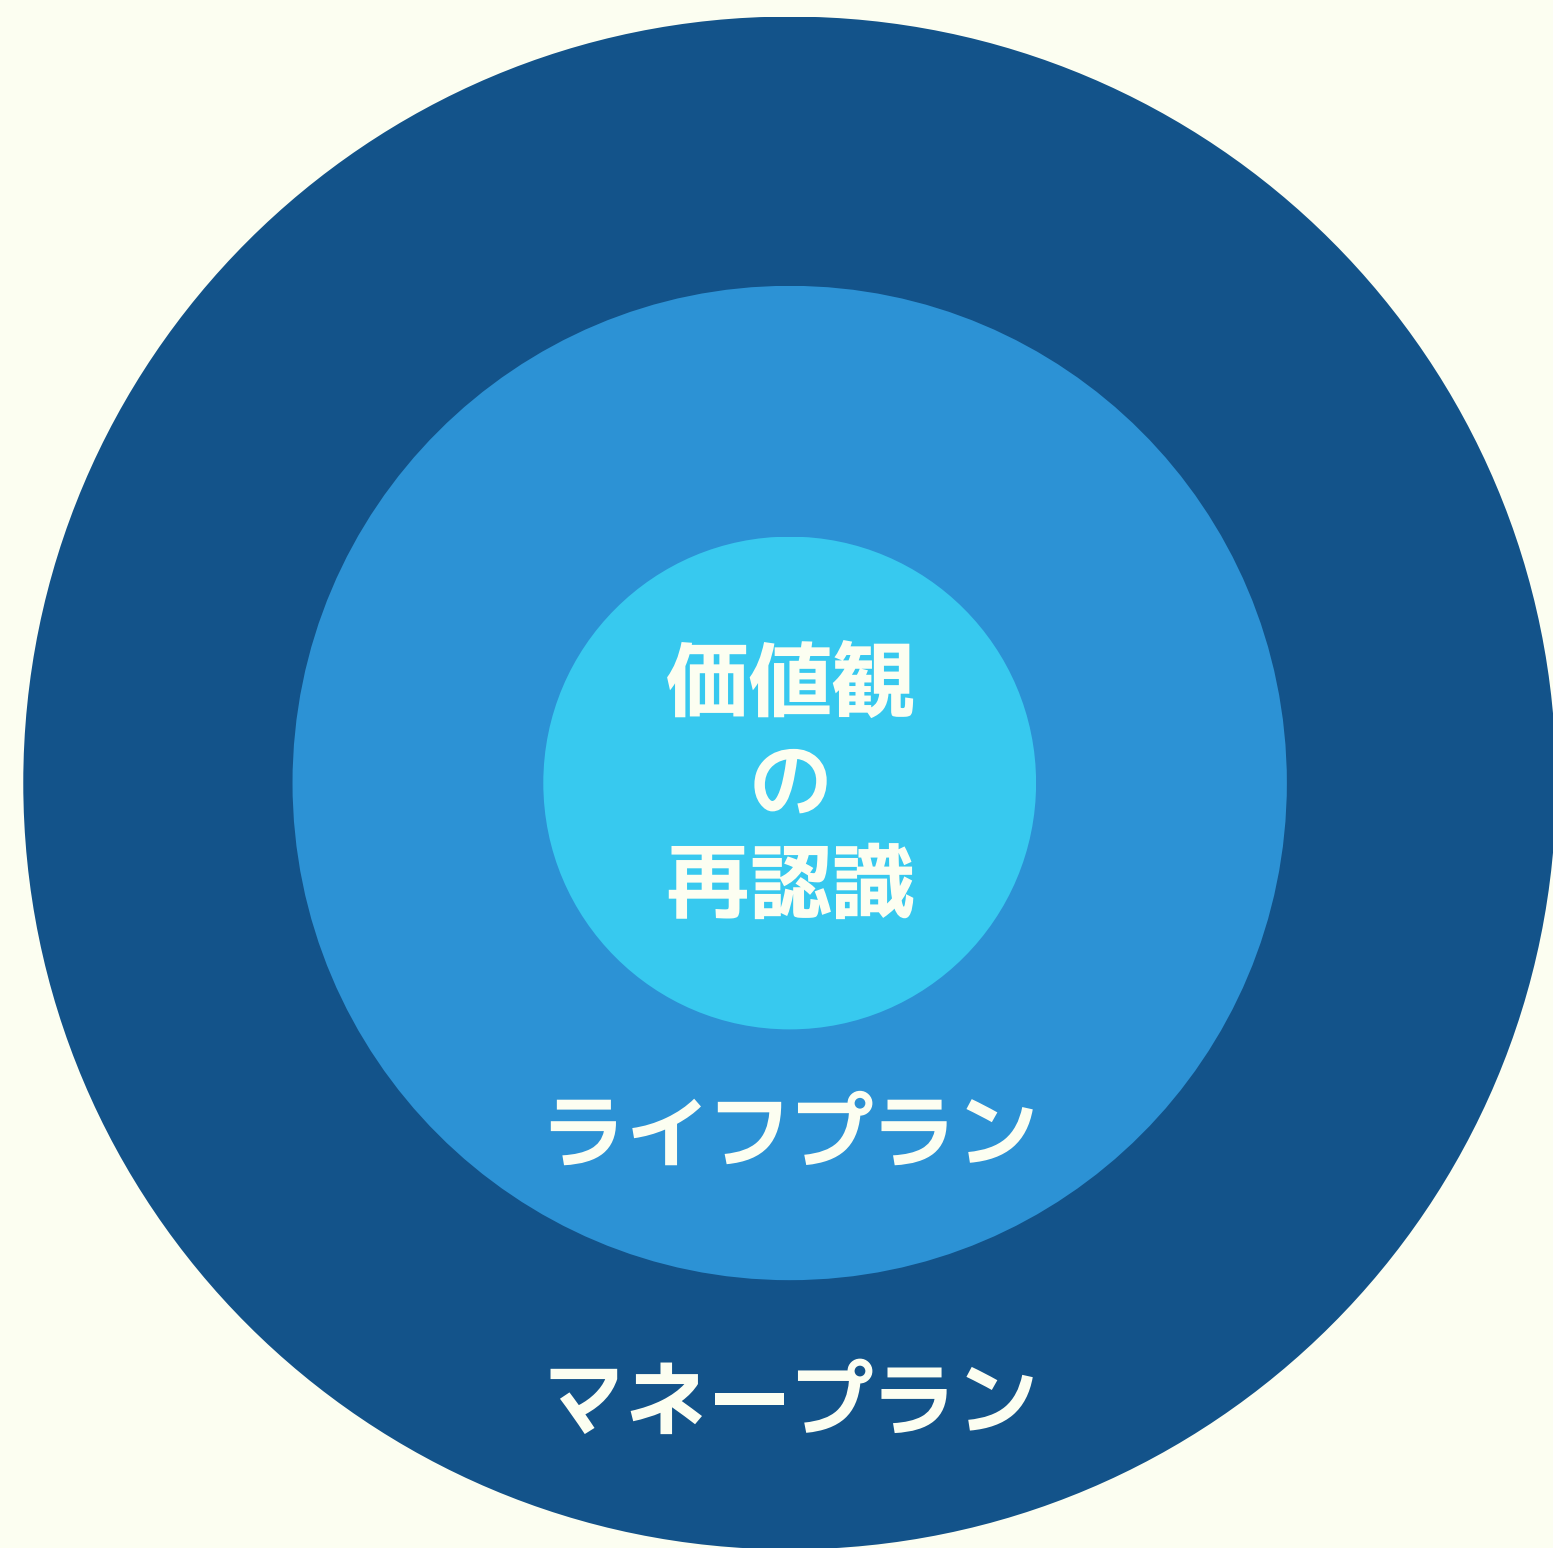 価値観
の
再認識
ライフプラン
マネープラン